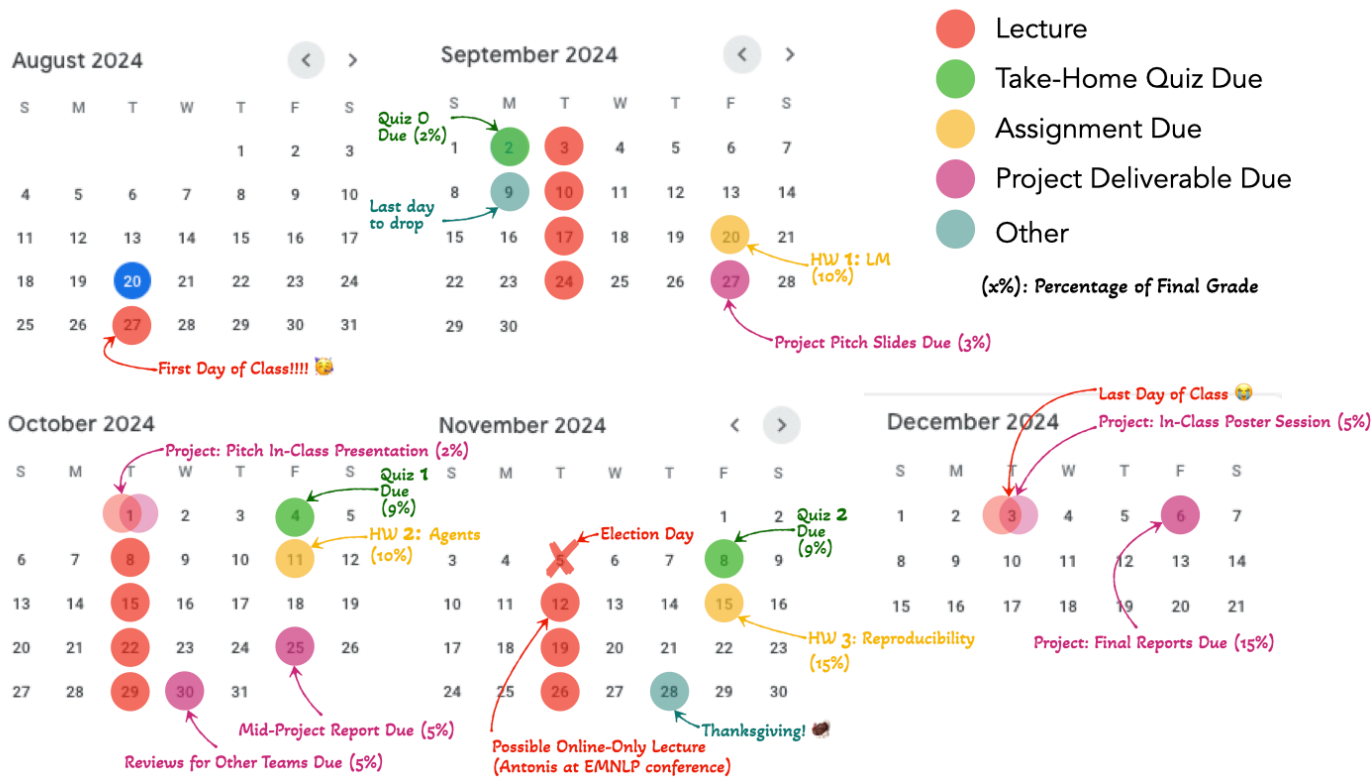 August 2024
S M T W T F S
1 2 3
4 5 6 7 8 9 10
11 12 13 14 15 16 17
18 19 20 21 22 23 24
25 26 27 28 29 30 31
First Day of Class!!!! 🥳
September 2024
S M T W T F S
Quiz 0
Due (2%)
1 2 3 4 5 6 7
8 9 10 11 12 13 14
Last day
to drop
15 16 17 18 19 20 21
HW 1: LM
(10%)
22 23 24 25 26 27 28
29 30
Project Pitch Slides Due (3%)
Lecture
Take-Home Quiz Due
Assignment Due
Project Deliverable Due
Other
(x%): Percentage of Final Grade
October 2024
Project: Pitch In-Class Presentation (2%)
S M T W T F S
Quiz 1
Due
(9%)
1 2 3 4 5
HW 2: Agents
(10%)
6 7 8 9 10 11 12
13 14 15 16 17 18 19
20 21 22 23 24 25 26
27 28 29 30 31
Mid-Project Report Due (5%)
Reviews for Other Teams Due (5%)
November 2024
S M T W T F S
1 2
Quiz 2
Due
(9%)
Election Day
3 4 5 6 7 8 9
10 11 12 13 14 15 16
HW 3: Reproducibility
(15%)
17 18 19 20 21 22 23
24 25 26 27 28 29 30
Thanksgiving! 🦃
Possible Online-Only Lecture
(Antonis at EMNLP conference)
Last Day of Class 😭
December 2024
Project: In-Class Poster Session (5%)
S M T W T F S
1 2 3 4 5 6 7
8 9 10 11 12 13 14
15 16 17 18 19 20 21
Project: Final Reports Due (15%)